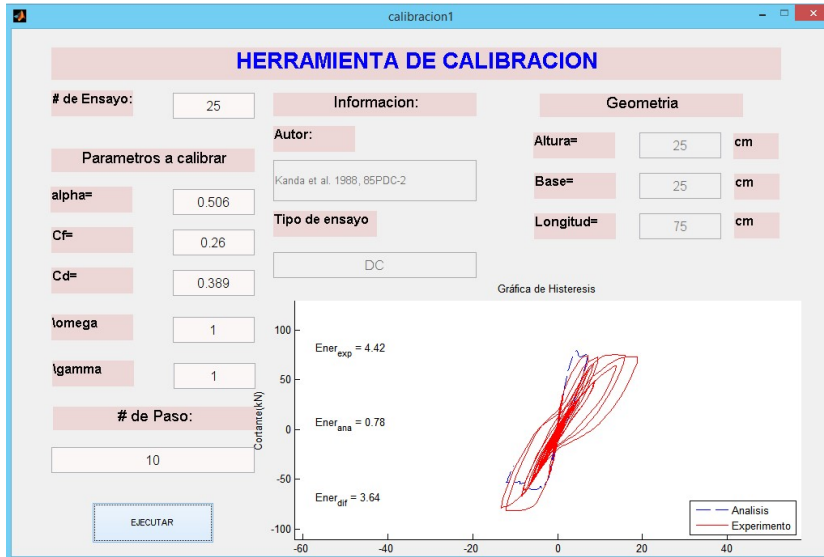 calibracion1
HERRAMIENTA DE CALIBRACION
# de Ensayo:
25
Parametros a calibrar
alpha=
0.506
Cf=
0.26
Cd=
0.389
\omega
1
\gamma
1
# de Paso:
10
EJECUTAR
Informacion:
Autor:
Kanda et al. 1988, 85PDC-2
Tipo de ensayo
DC
Geometria
Altura=
25
cm
Base=
25
cm
Longitud=
75
cm
Gráfica de Histeresis
Cortante(kN)
100
50
0
-50
-100
Ener_exp = 4.42
Ener_ana = 0.78
Ener_dif = 3.64
-60 -40 -20 0 20 40
Analisis
Experimento